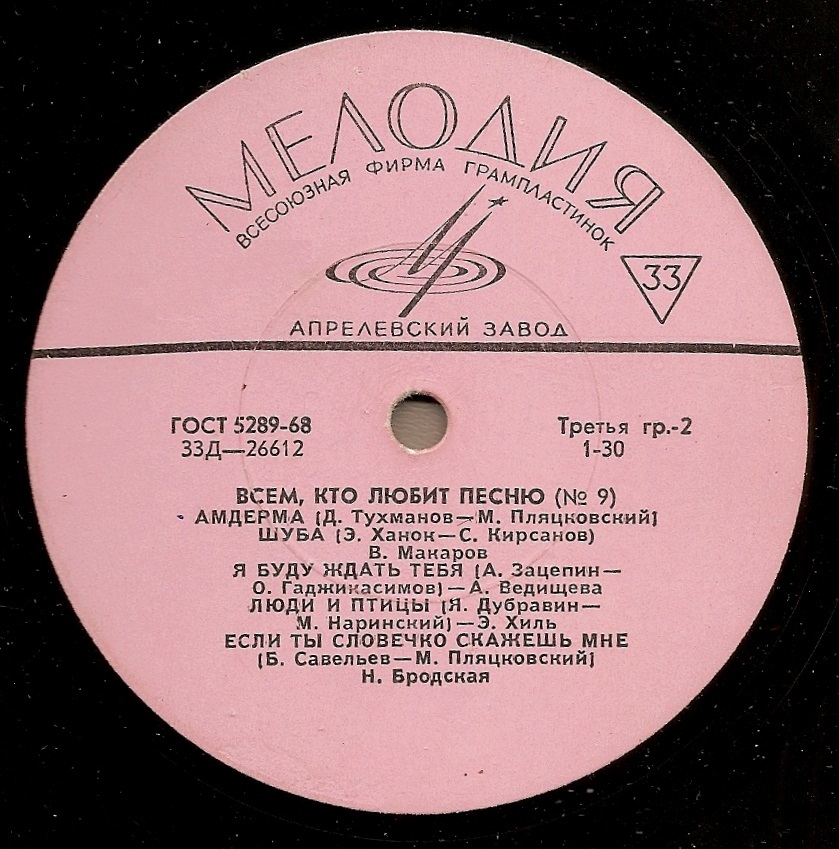 МЕЛОДИЯ
ВСЕСОЮЗНАЯ ФИРМА ГРАМПЛАСТИНОК
33
АПРЕЛЕВСКИЙ ЗАВОД
ГОСТ 5289-68
Третья гр.-2
33Д—26612
1-30
ВСЕМ, КТО ЛЮБИТ ПЕСНЮ (№ 9)
АМДЕРМА (Д. Тухманов—М. Пляцковский)
ШУБА (Э. Ханок—С. Кирсанов)
В. Макаров
Я БУДУ ЖДАТЬ ТЕБЯ (А. Зацепин—
О. Гаджикасимов)—А. Ведищева
ЛЮДИ И ПТИЦЫ (Я. Дубравин—
М. Наринский)—Э. Хиль
ЕСЛИ ТЫ СЛОВЕЧКО СКАЖЕШЬ МНЕ
(Б. Савельев—М. Пляцковский)
Н. Бродская